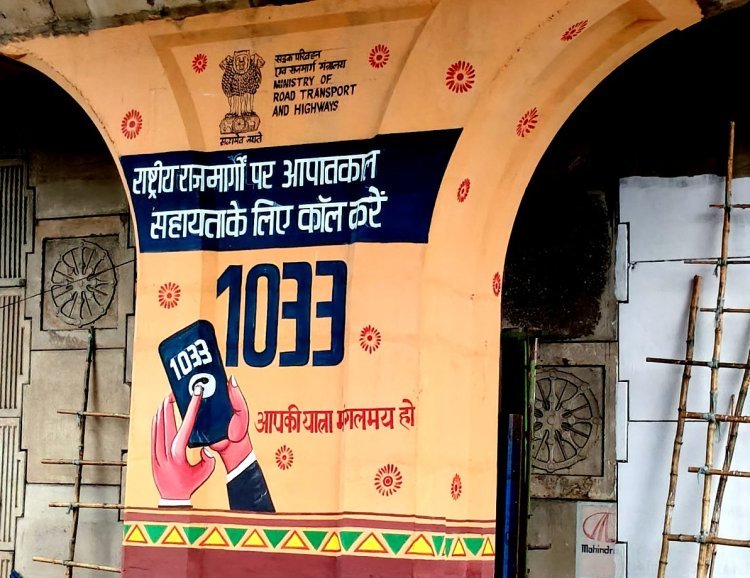 सड़क परिवहन
एवं राजमार्ग मंत्रालय
MINISTRY OF
ROAD TRANSPORT
AND HIGHWAYS
सत्यमेव जयते
राष्ट्रीय राजमार्गों पर आपातकाल
सहायता के लिए कॉल करें
1033
1033
आपकी यात्रा मंगलमय हो
Mahindra